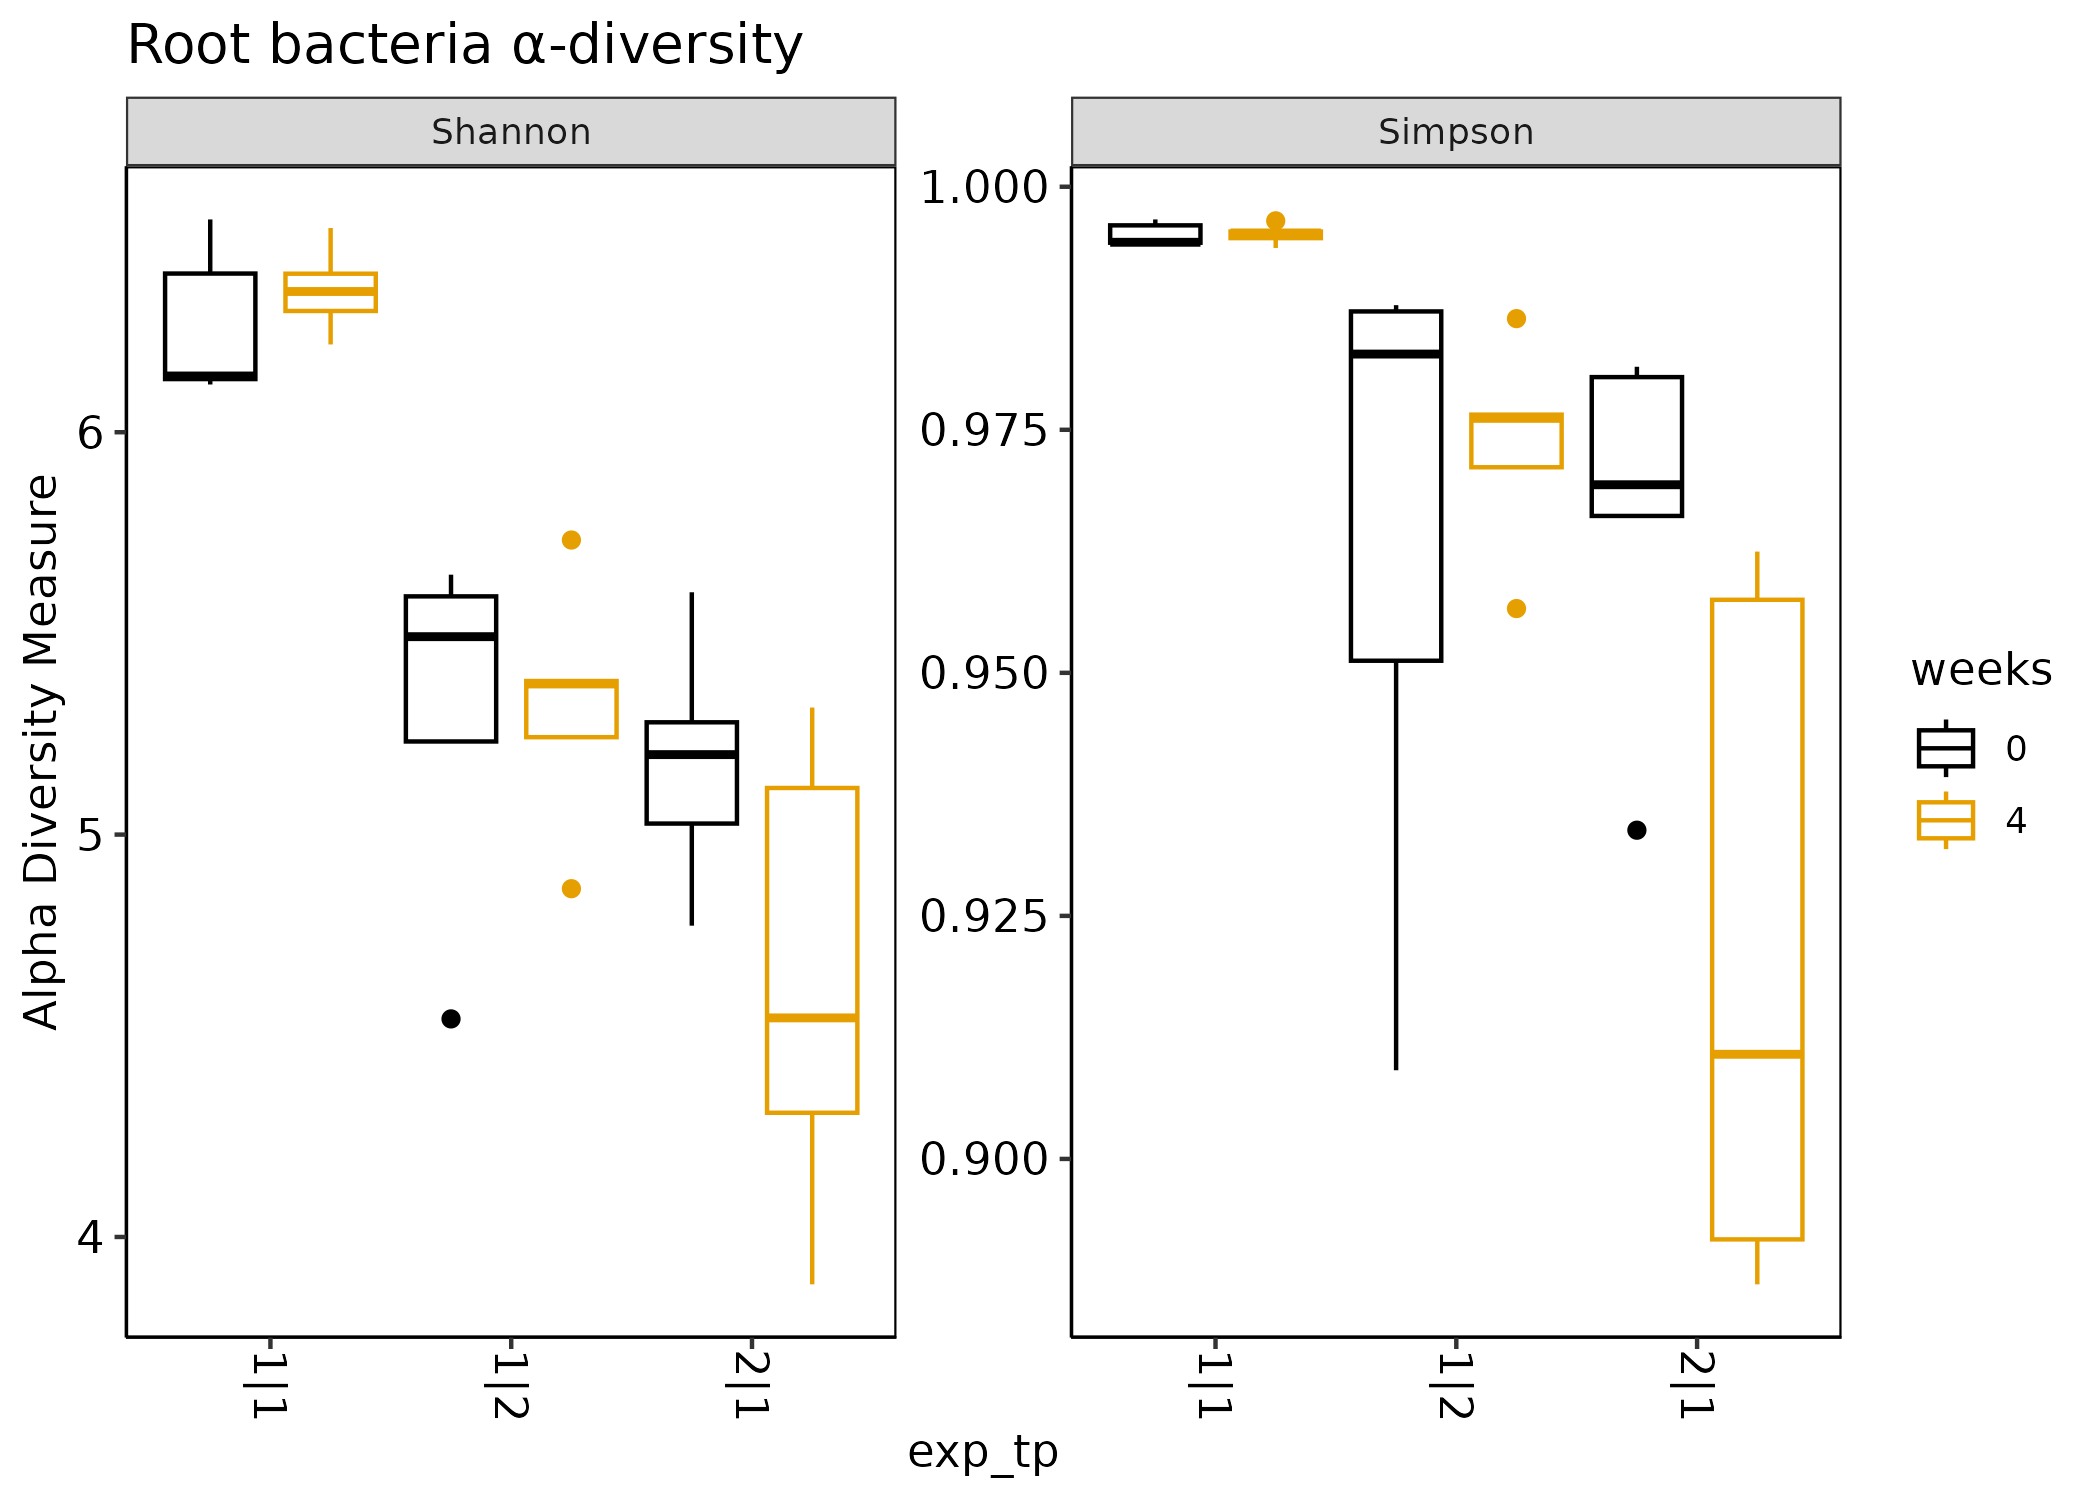 Root bacteria α-diversity
Shannon
Simpson
Alpha Diversity Measure
6
5
4
1.000
0.975
0.950
0.925
0.900
1|1
1|2
2|1
1|1
1|2
2|1
exp_tp
weeks
0
4